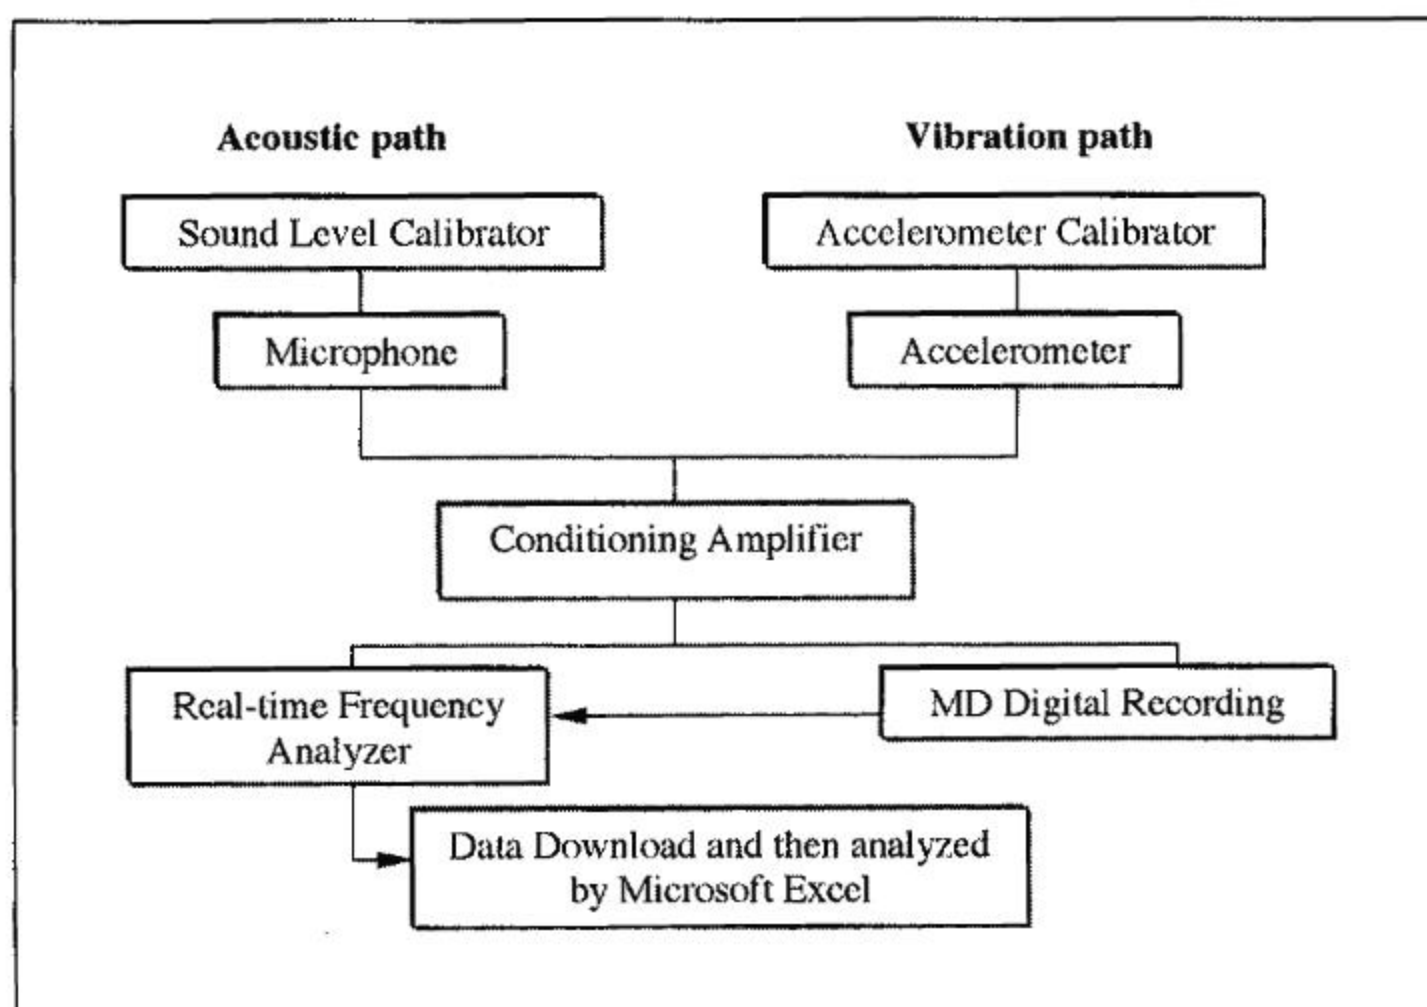 Acoustic path
Vibration path
Sound Level Calibrator
Accelerometer Calibrator
Microphone
Accelerometer
Conditioning Amplifier
Real-time Frequency
Analyzer
MD Digital Recording
Data Download and then analyzed
by Microsoft Excel